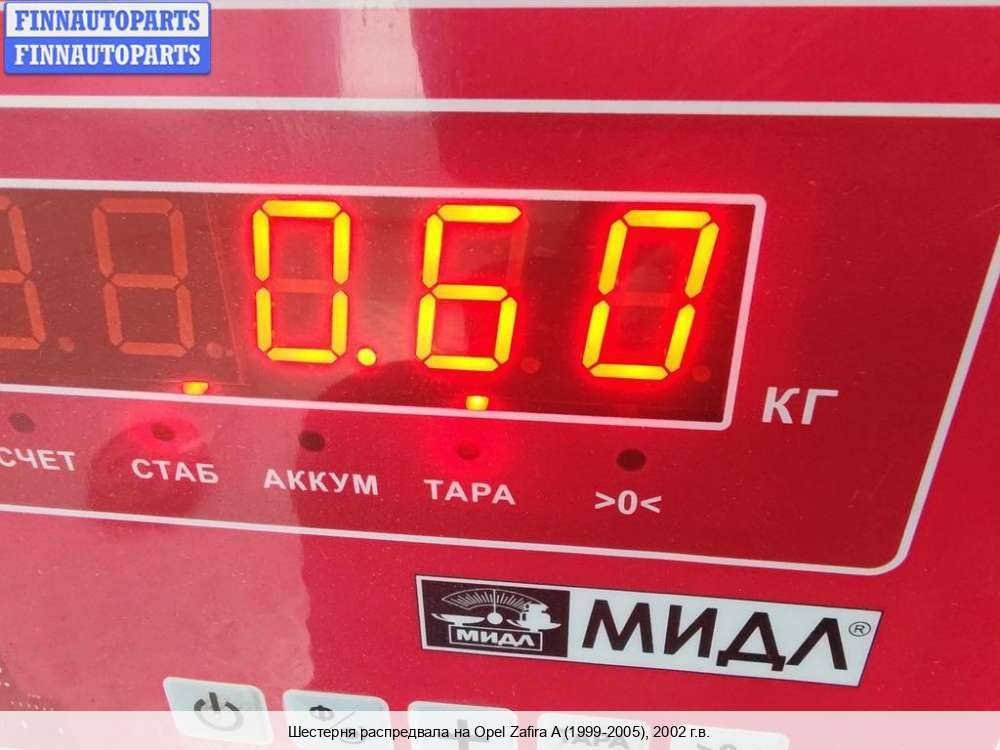 FINNAUTOPARTS
FINNAUTOPARTS
0.60
КГ
СЧЕТ СТАБ АККУМ ТАРА >0<
МИДЛ МИДЛ®
ТАРА
Шестерня распредвала на Opel Zafira A (1999-2005), 2002 г.в.